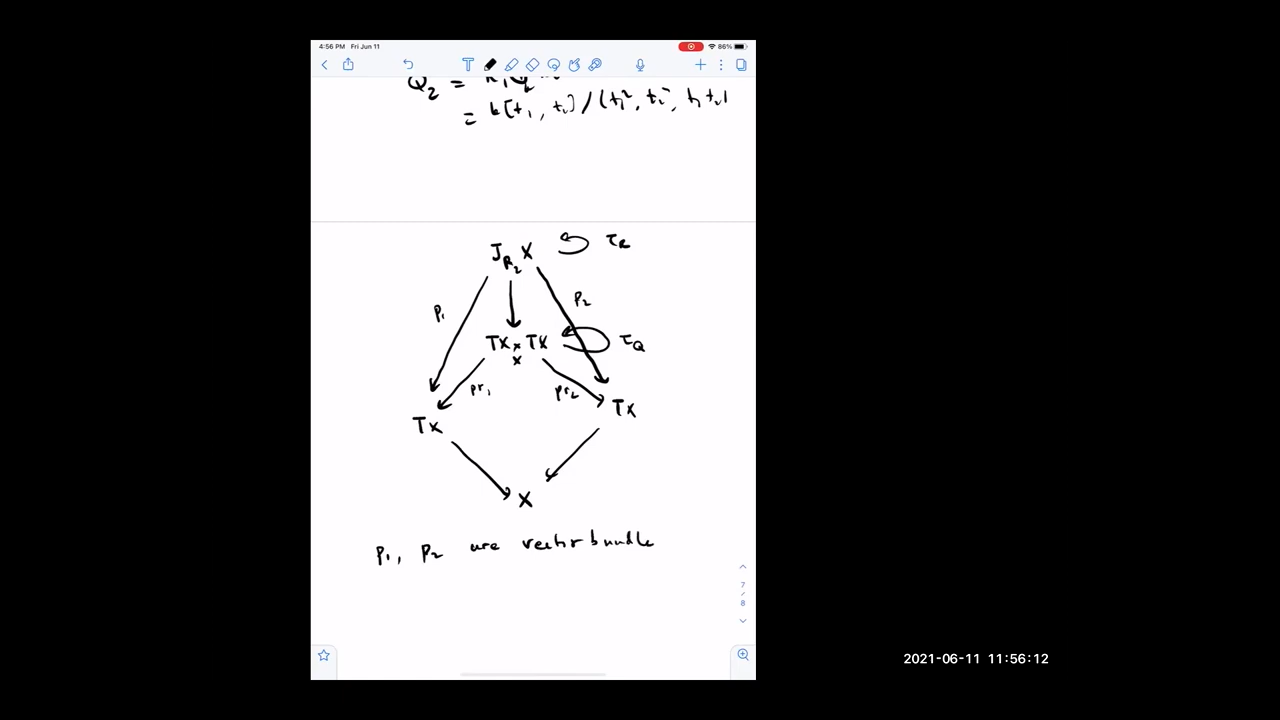 4:56 PM Fri Jun 11
86%
Q₂ =
= k[t₁, t₂] / (t₁², t₂², t₁t₂)
J_{R₂} X τ_R
p₁ p₂
TX ×_X TX τ_Q
pr₁ pr₂
TX TX
X
p₁, p₂ are vector bundle
7
/
8
2021-06-11 11:56:12